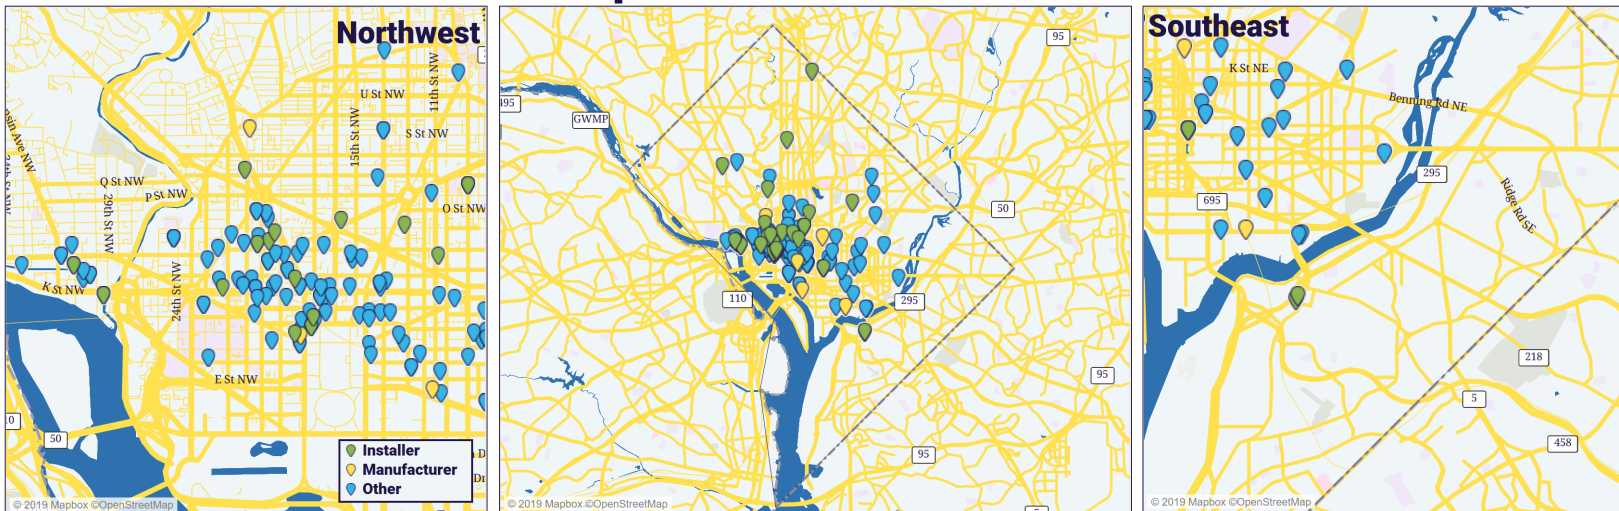 Northwest
11th St NW
U St NW
S St NW
15th St NW
Q St NW
P St NW
29th St NW
O St NW
K St NW
24th St NW
E St NW
50
Installer
Manufacturer
Other
© 2019 Mapbox ©OpenStreetMap
95
495
GWMP
50
110
295
95
95
© 2019 Mapbox ©OpenStreetMap
Southeast
K St NE
Benning Rd NE
295
695
Ridge Rd SE
218
5
458
© 2019 Mapbox ©OpenStreetMap